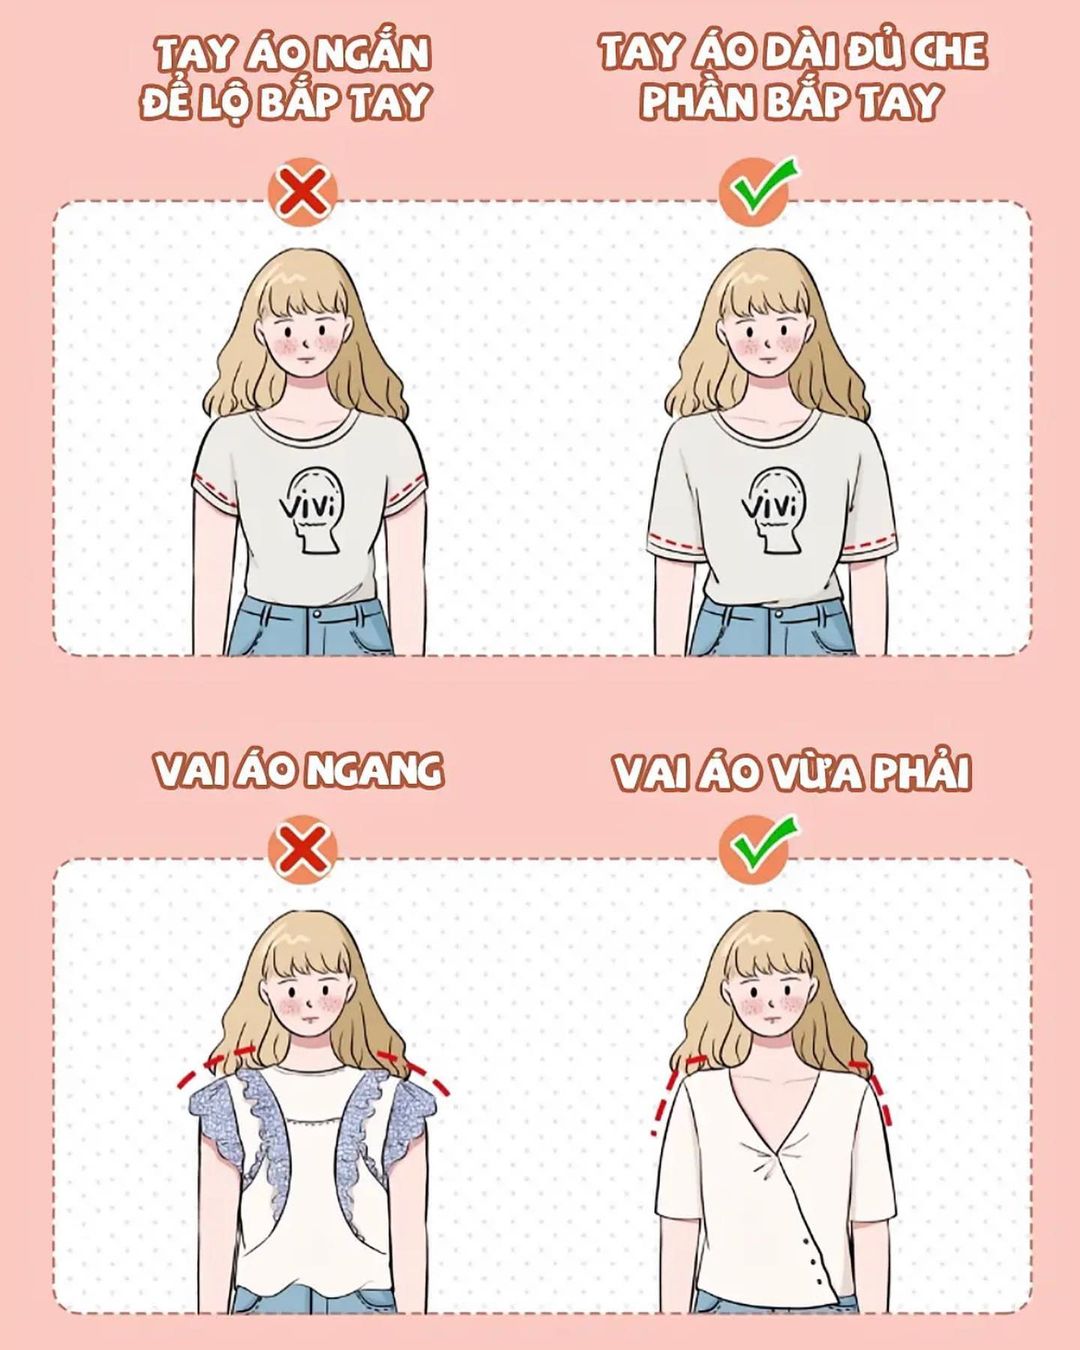 TAY ÁO NGẮN
ĐỂ LỘ BẮP TAY
TAY ÁO DÀI ĐỦ CHE
PHẦN BẮP TAY
ViVi
ViVi
VAI ÁO NGANG
VAI ÁO VỪA PHẢI